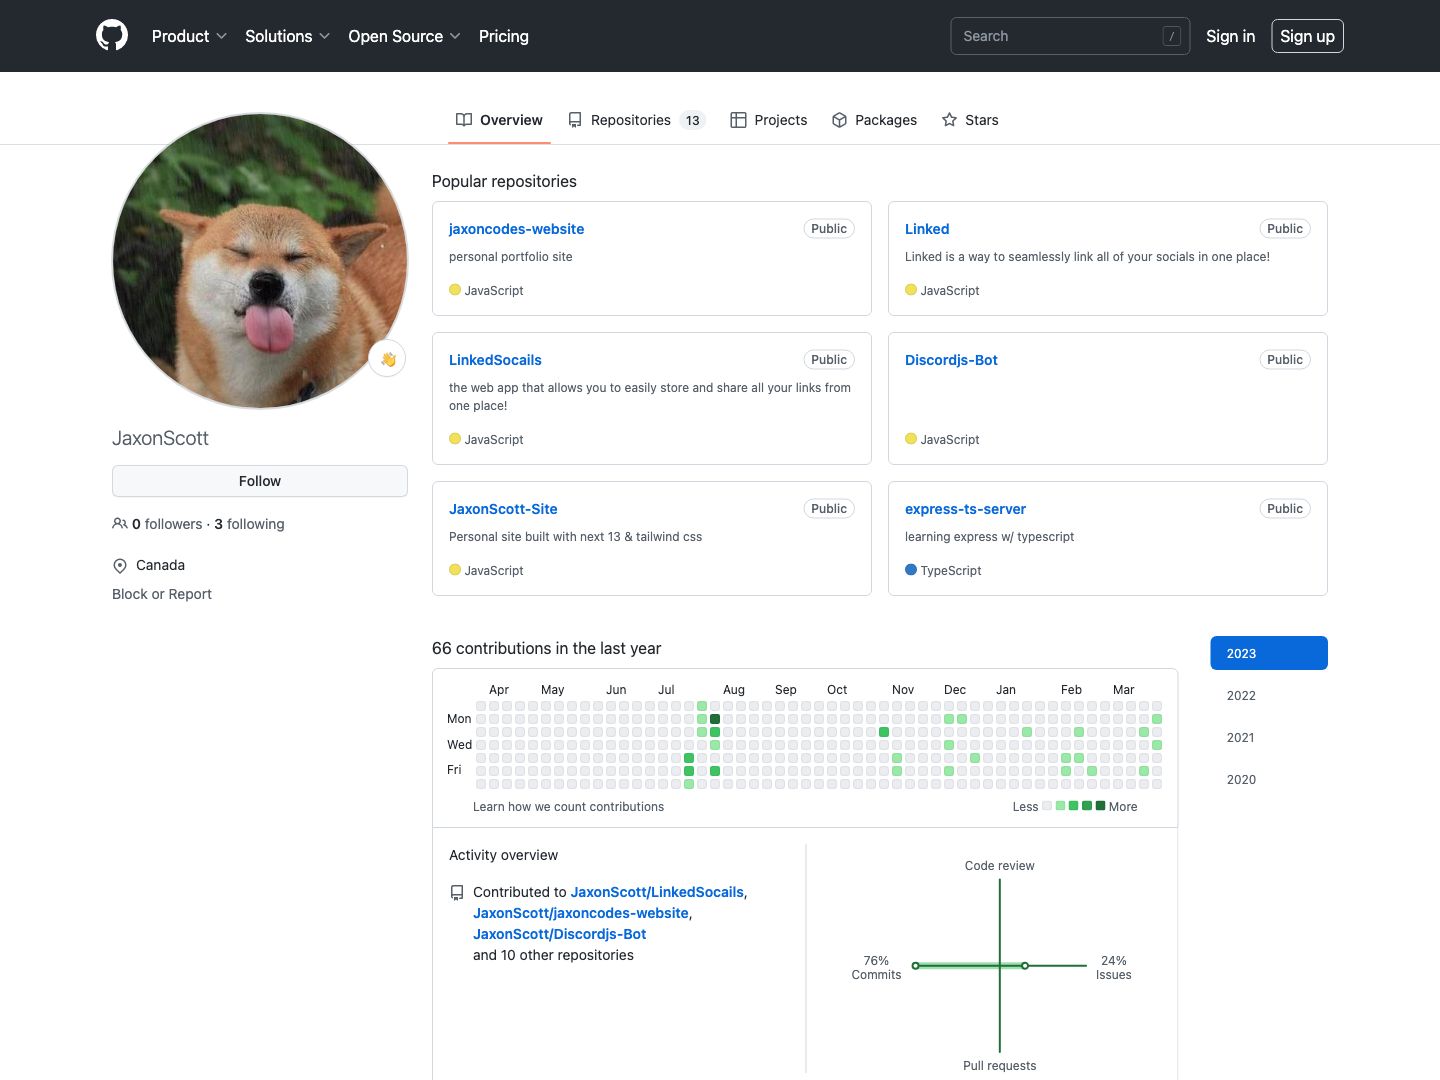 Product Solutions Open Source Pricing Search / Sign in Sign up
Overview Repositories 13 Projects Packages Stars
JaxonScott
Follow
0 followers · 3 following
Canada
Block or Report
Popular repositories
jaxoncodes-website Public
personal portfolio site
JavaScript
Linked Public
Linked is a way to seamlessly link all of your socials in one place!
JavaScript
LinkedSocails Public
the web app that allows you to easily store and share all your links from
one place!
JavaScript
Discordjs-Bot Public
JavaScript
JaxonScott-Site Public
Personal site built with next 13 & tailwind css
JavaScript
express-ts-server Public
learning express w/ typescript
TypeScript
66 contributions in the last year
Apr May Jun Jul Aug Sep Oct Nov Dec Jan Feb Mar
Mon
Wed
Fri
Learn how we count contributions Less More
2023
2022
2021
2020
Activity overview
Contributed to JaxonScott/LinkedSocails,
JaxonScott/jaxoncodes-website,
JaxonScott/Discordjs-Bot
and 10 other repositories
Code review
76%
Commits
24%
Issues
Pull requests